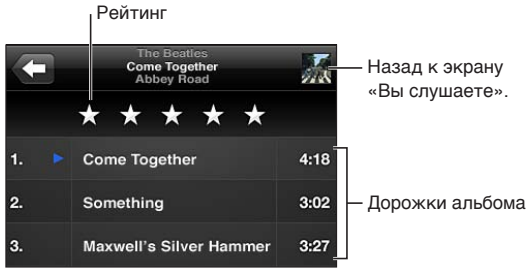 Рейтинг
The Beatles
Come Together
Abbey Road
Назад к экрану
«Вы слушаете».
1. Come Together 4:18
2. Something 3:02
3. Maxwell's Silver Hammer 3:27
Дорожки альбома